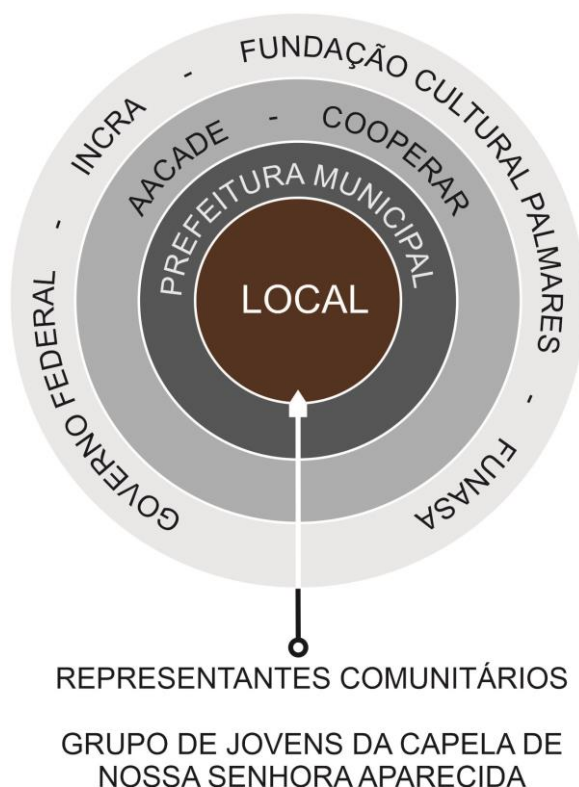 GOVERNO FEDERAL - INCRA - FUNDAÇÃO CULTURAL PALMARES - FUNASA
AACADE - COOPERAR
PREFEITURA MUNICIPAL
LOCAL
REPRESENTANTES COMUNITÁRIOS
GRUPO DE JOVENS DA CAPELA DE
NOSSA SENHORA APARECIDA